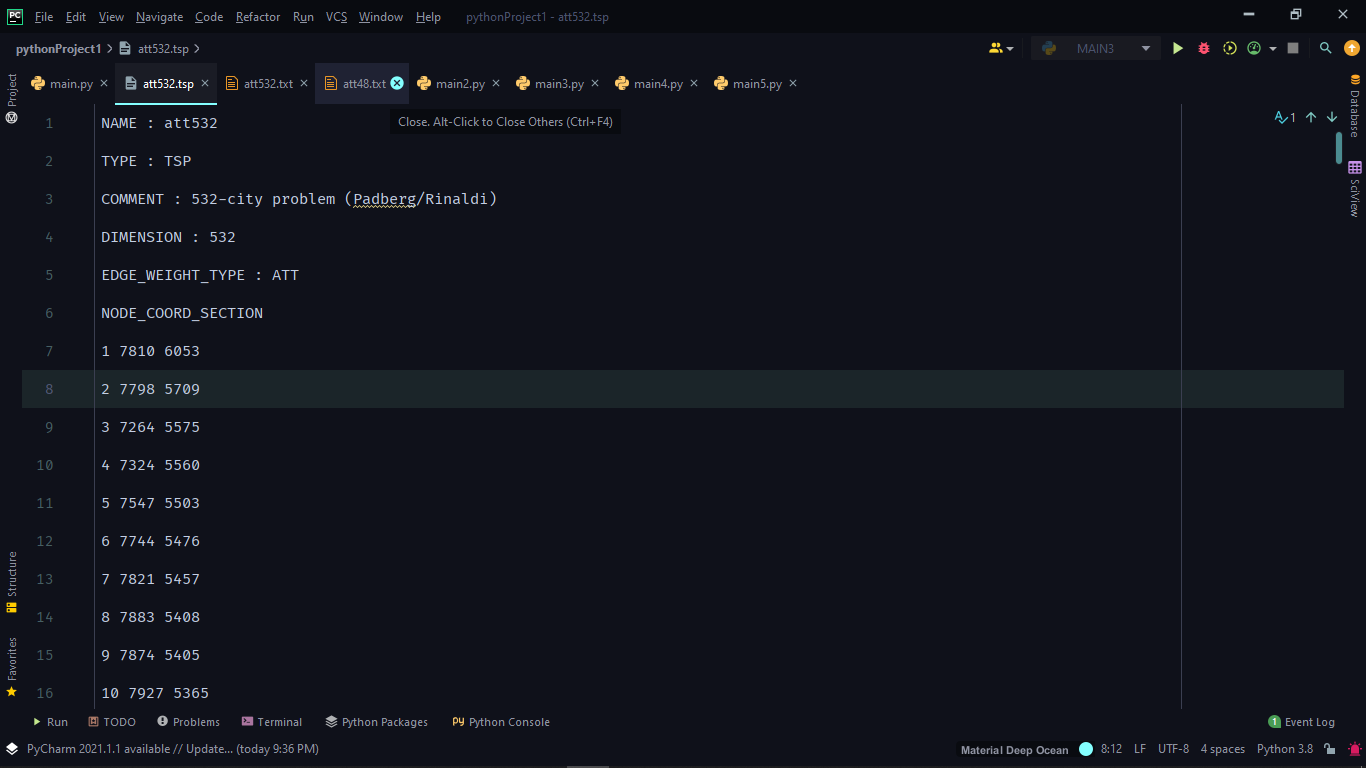 PC File Edit View Navigate Code Refactor Run VCS Window Help pythonProject1 - att532.tsp
pythonProject1 att532.tsp MAIN3
main.py att532.tsp att532.txt att48.txt main2.py main3.py main4.py main5.py
Close. Alt-Click to Close Others (Ctrl+F4)
Project
Structure
Favorites
1 NAME : att532
2 TYPE : TSP
3 COMMENT : 532-city problem (Padberg/Rinaldi)
4 DIMENSION : 532
5 EDGE_WEIGHT_TYPE : ATT
6 NODE_COORD_SECTION
7 1 7810 6053
8 2 7798 5709
9 3 7264 5575
10 4 7324 5560
11 5 7547 5503
12 6 7744 5476
13 7 7821 5457
14 8 7883 5408
15 9 7874 5405
16 10 7927 5365
1
Database
SciView
Run TODO Problems Terminal Python Packages Python Console 1 Event Log
PyCharm 2021.1.1 available // Update... (today 9:36 PM) Material Deep Ocean 8:12 LF UTF-8 4 spaces Python 3.8